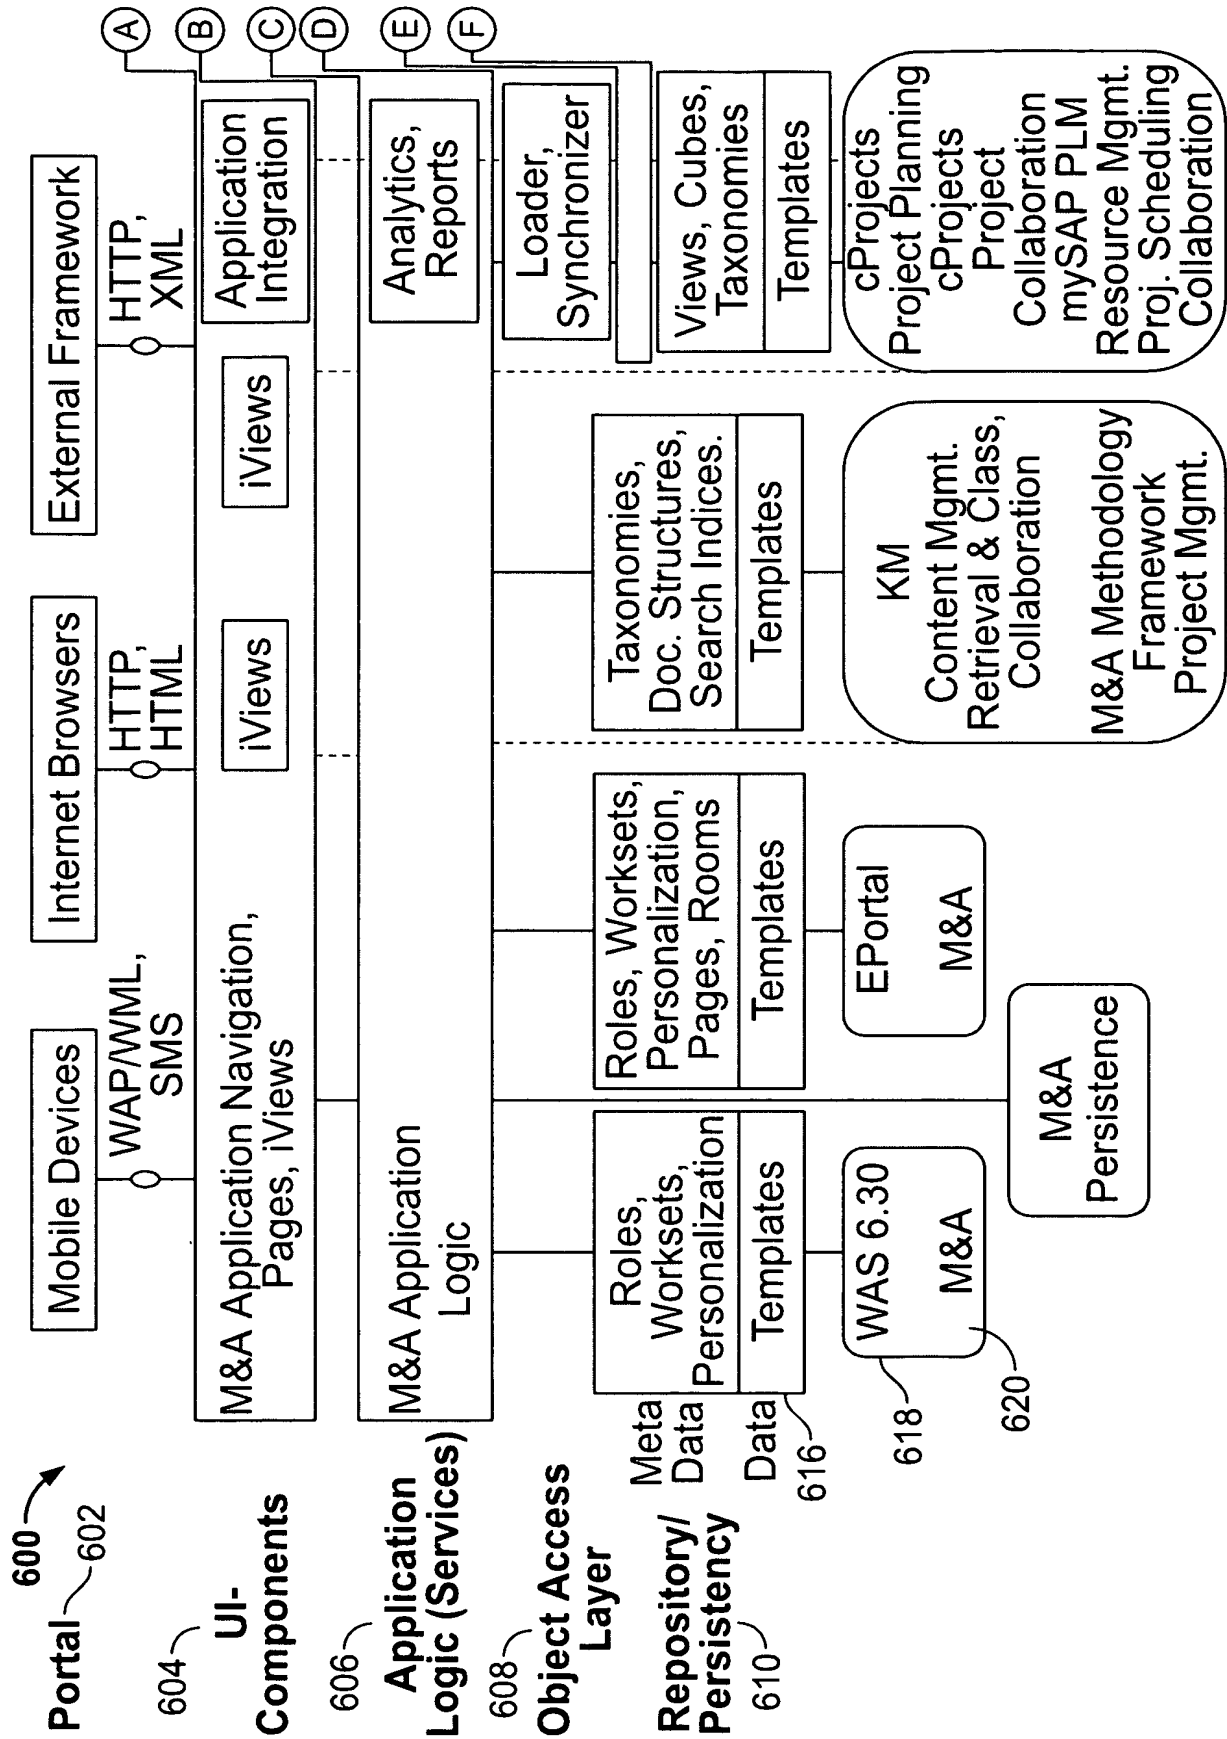 600
Portal 602
Mobile Devices
Internet Browsers
External Framework
WAP/WML,
SMS
HTTP,
HTML
HTTP,
XML
A
B
C
D
E
F
604
UI-
Components
M&A Application Navigation,
Pages, iViews
iViews
iViews
Application
Integration
606
Application
Logic (Services)
M&A Application
Logic
Analytics,
Reports
608
Object Access
Layer
Loader,
Synchronizer
Repository/
Persistency
610
Meta
Data
Data
616
Roles,
Worksets,
Personalization
Templates
Roles, Worksets,
Personalization,
Pages, Rooms
Templates
Taxonomies,
Doc. Structures,
Search Indices.
Templates
Views, Cubes,
Taxonomies
Templates
618
WAS 6.30
M&A
620
EPortal
M&A
M&A
Persistence
KM
Content Mgmt.
Retrieval & Class,
Collaboration
M&A Methodology
Framework
Project Mgmt.
cProjects
Project Planning
cProjects
Project
Collaboration
mySAP PLM
Resource Mgmt.
Proj. Scheduling
Collaboration